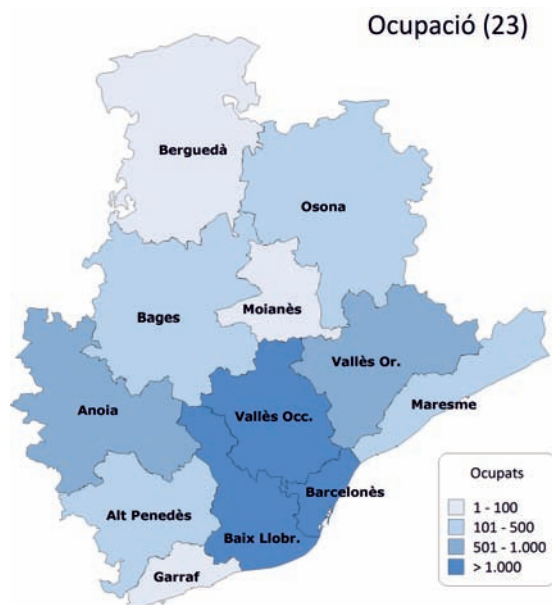 Ocupació (23)
Berguedà
Osona
Bages
Moianès
Vallès Or.
Anoia
Vallès Occ.
Maresme
Barcelonès
Alt Penedès
Baix Llobr.
Garraf
Ocupats
1 - 100
101 - 500
501 - 1.000
> 1.000